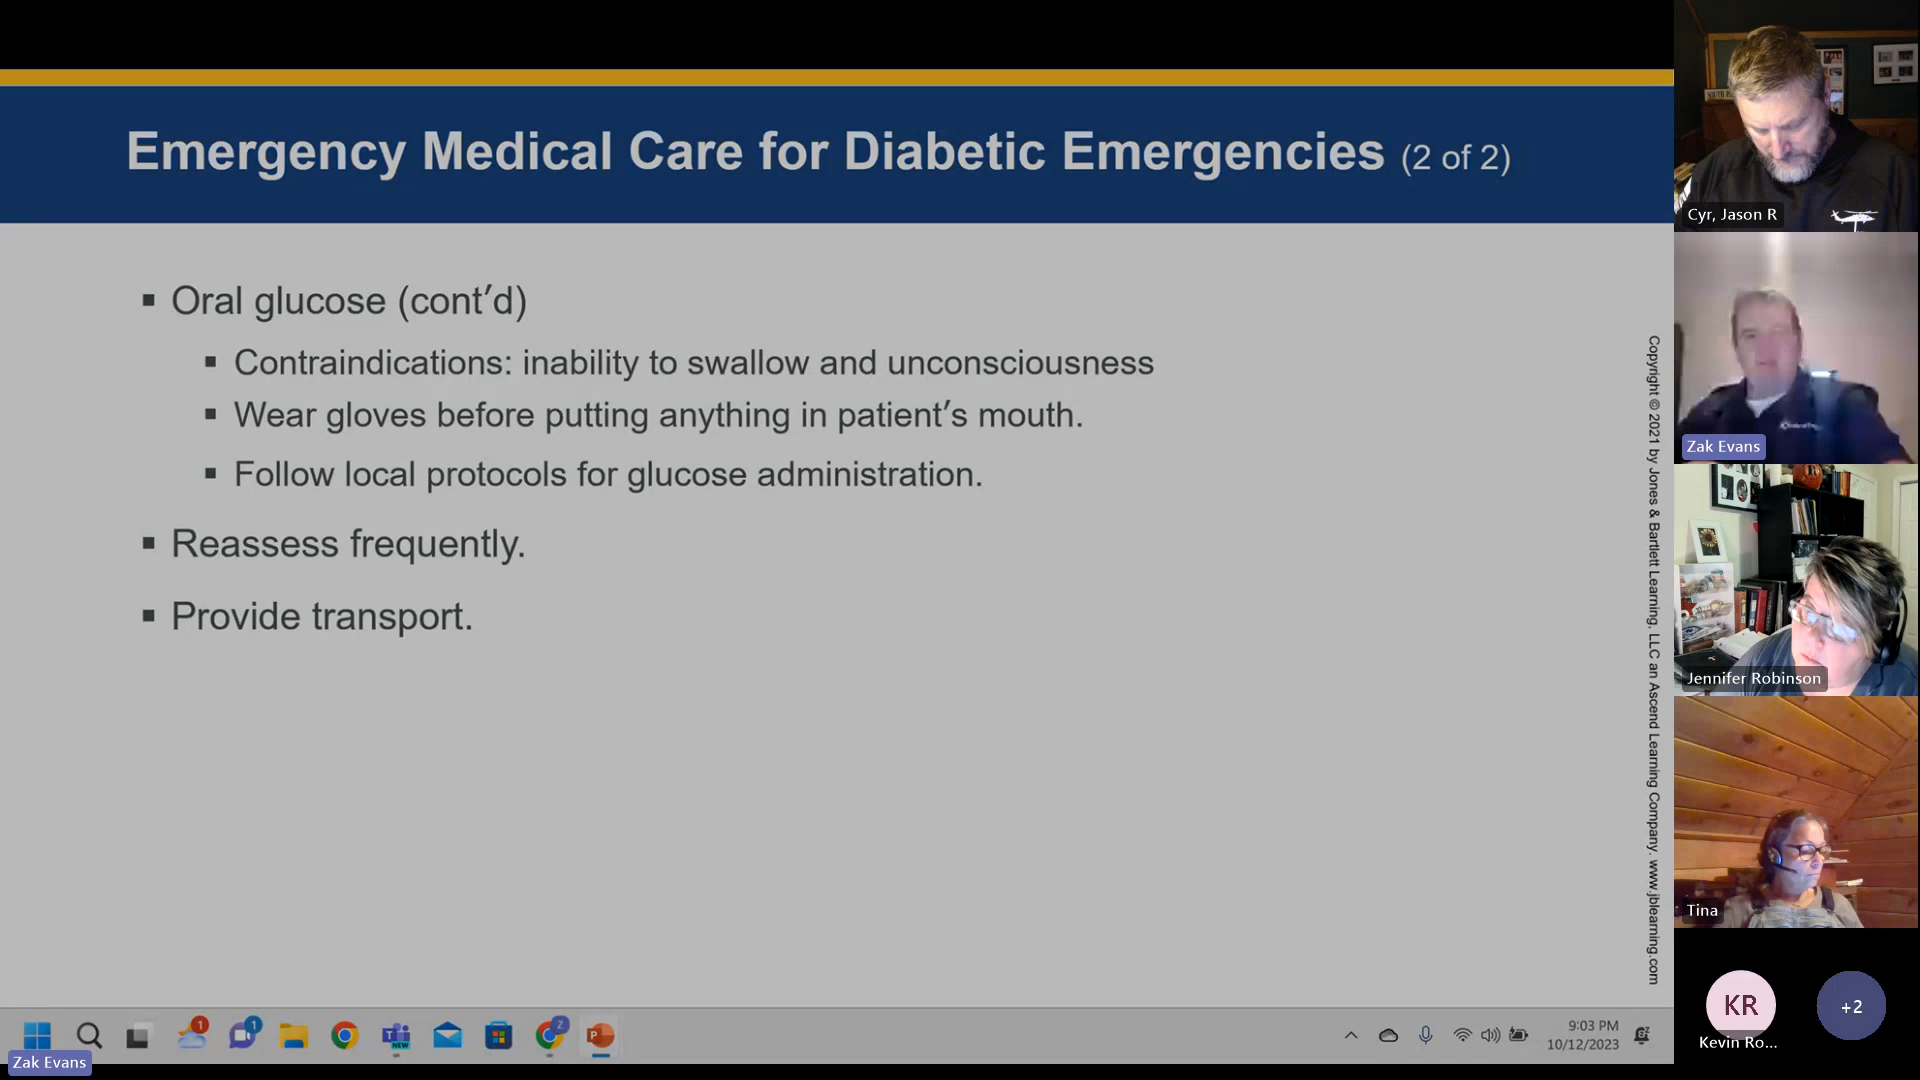 Emergency Medical Care for Diabetic Emergencies (2 of 2)
▪ Oral glucose (cont′d)
▪ Contraindications: inability to swallow and unconsciousness
▪ Wear gloves before putting anything in patient′s mouth.
▪ Follow local protocols for glucose administration.
▪ Reassess frequently.
▪ Provide transport.
Copyright © 2021 by Jones & Bartlett Learning, LLC an Ascend Learning Company. www.jblearning.com
Cyr, Jason R
Zak Evans
Jennifer Robinson
Tina
KR
Kevin Ro...
+2
1
1
NEW
Z
P
9:03 PM
10/12/2023
Zak Evans